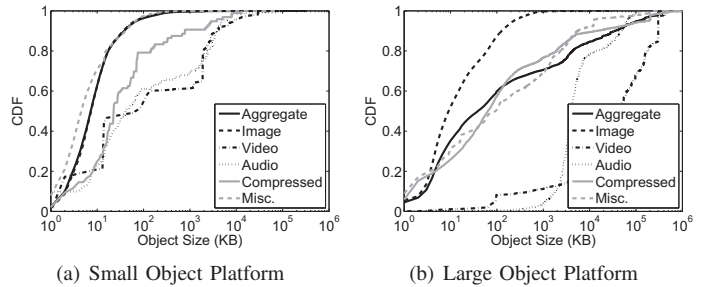 1
0.8
0.6
0.4
0.2
0
CDF
10^0 10^1 10^2 10^3 10^4 10^5 10^6
Object Size (KB)
Aggregate
Image
Video
Audio
Compressed
Misc.
(a) Small Object Platform
1
0.8
0.6
0.4
0.2
0
CDF
10^0 10^1 10^2 10^3 10^4 10^5 10^6
Object Size (KB)
Aggregate
Image
Video
Audio
Compressed
Misc.
(b) Large Object Platform